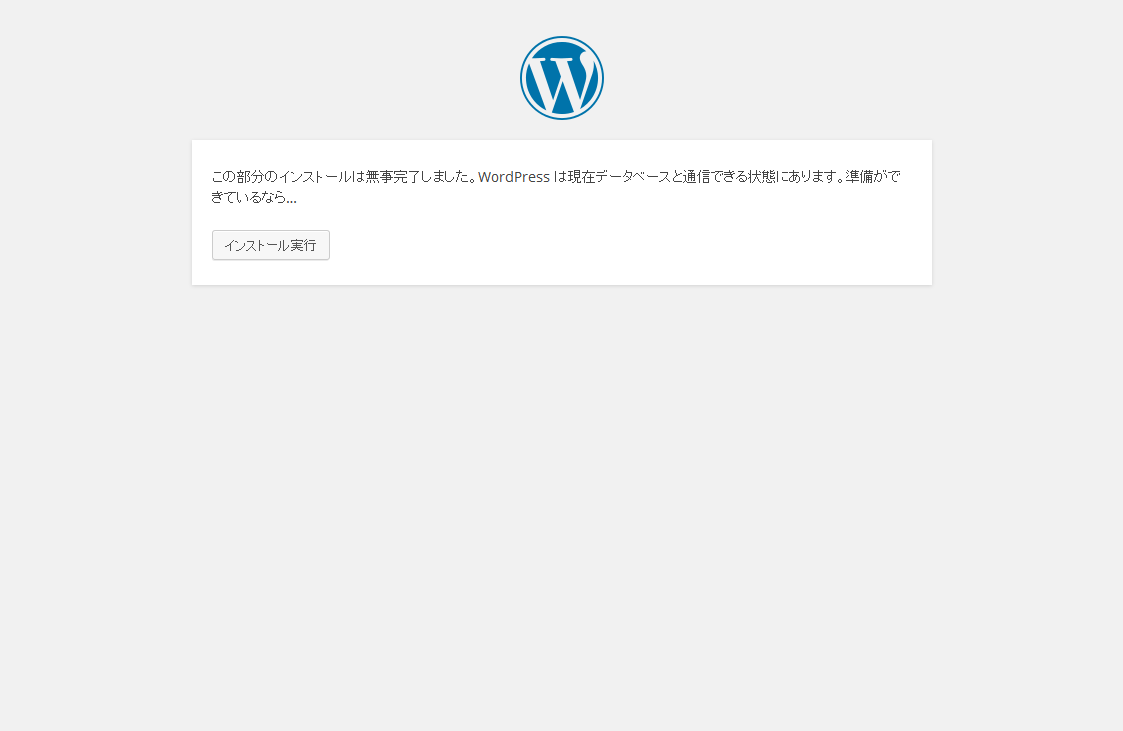 この部分のインストールは無事完了しました。WordPress は現在データベースと通信できる状態にあります。準備がで
きているなら…
インストール実行